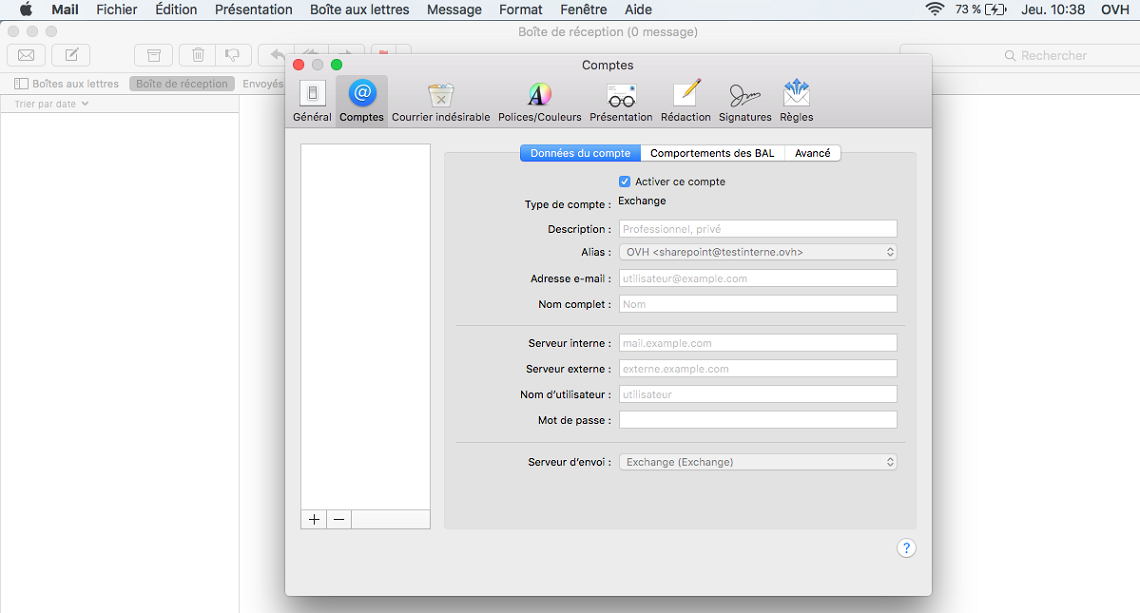 Mail Fichier Édition Présentation Boîte aux lettres Message Format Fenêtre Aide 73 % Jeu. 10:38 OVH
Boîte de réception (0 message)
Rechercher
Boîtes aux lettres Boîte de réception Envoyés
Trier par date
Comptes
Général Comptes Courrier indésirable Polices/Couleurs Présentation Rédaction Signatures Règles
Données du compte Comportements des BAL Avancé
Activer ce compte
Type de compte : Exchange
Description : Professionnel, privé
Alias : OVH <sharepoint@testinterne.ovh>
Adresse e-mail : utilisateur@example.com
Nom complet : Nom
Serveur interne : mail.example.com
Serveur externe : externe.example.com
Nom d'utilisateur : utilisateur
Mot de passe :
Serveur d'envoi : Exchange (Exchange)
+ −
?